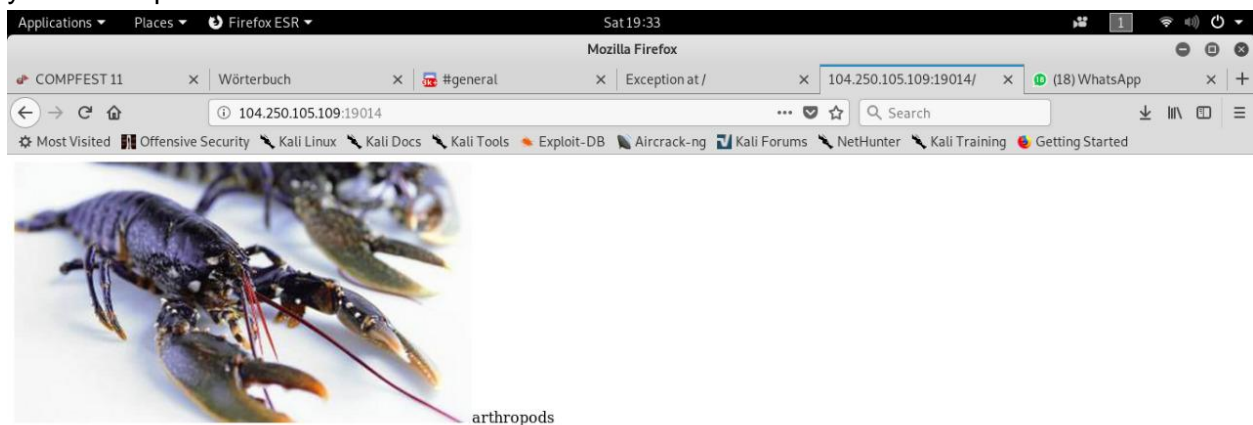 Applications Places Firefox ESR Sat 19:33 1
Mozilla Firefox
COMPFEST 11 Wörterbuch #general Exception at / 104.250.105.109:19014/ (18) WhatsApp
104.250.105.109:19014 Search
Most Visited Offensive Security Kali Linux Kali Docs Kali Tools Exploit-DB Aircrack-ng Kali Forums NetHunter Kali Training Getting Started
arthropods